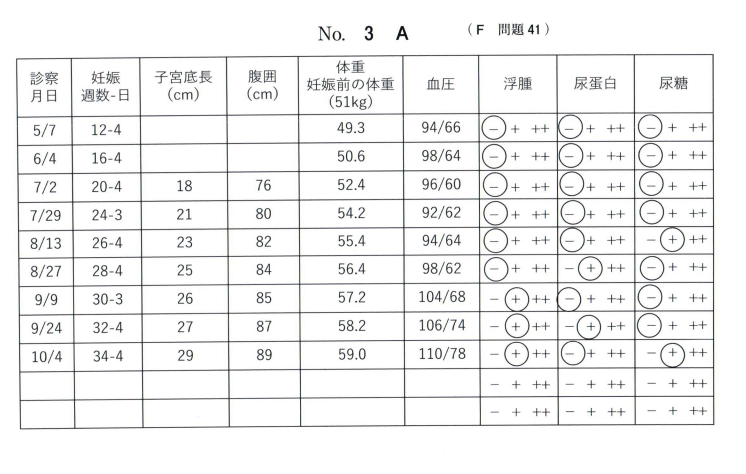 No. 3 A （F 問題 41）
診察月日 妊娠週数-日 子宮底長（cm） 腹囲（cm） 体重 妊娠前の体重（51kg） 血圧 浮腫 尿蛋白 尿糖
5/7 12-4 49.3 94/66 − + ++ − + ++ − + ++
6/4 16-4 50.6 98/64 − + ++ − + ++ − + ++
7/2 20-4 18 76 52.4 96/60 − + ++ − + ++ − + ++
7/29 24-3 21 80 54.2 92/62 − + ++ − + ++ − + ++
8/13 26-4 23 82 55.4 94/64 − + ++ − + ++ − + ++
8/27 28-4 25 84 56.4 98/62 − + ++ − + ++ − + ++
9/9 30-3 26 85 57.2 104/68 − + ++ − + ++ − + ++
9/24 32-4 27 87 58.2 106/74 − + ++ − + ++ − + ++
10/4 34-4 29 89 59.0 110/78 − + ++ − + ++ − + ++
− + ++ − + ++ − + ++
− + ++ − + ++ − + ++